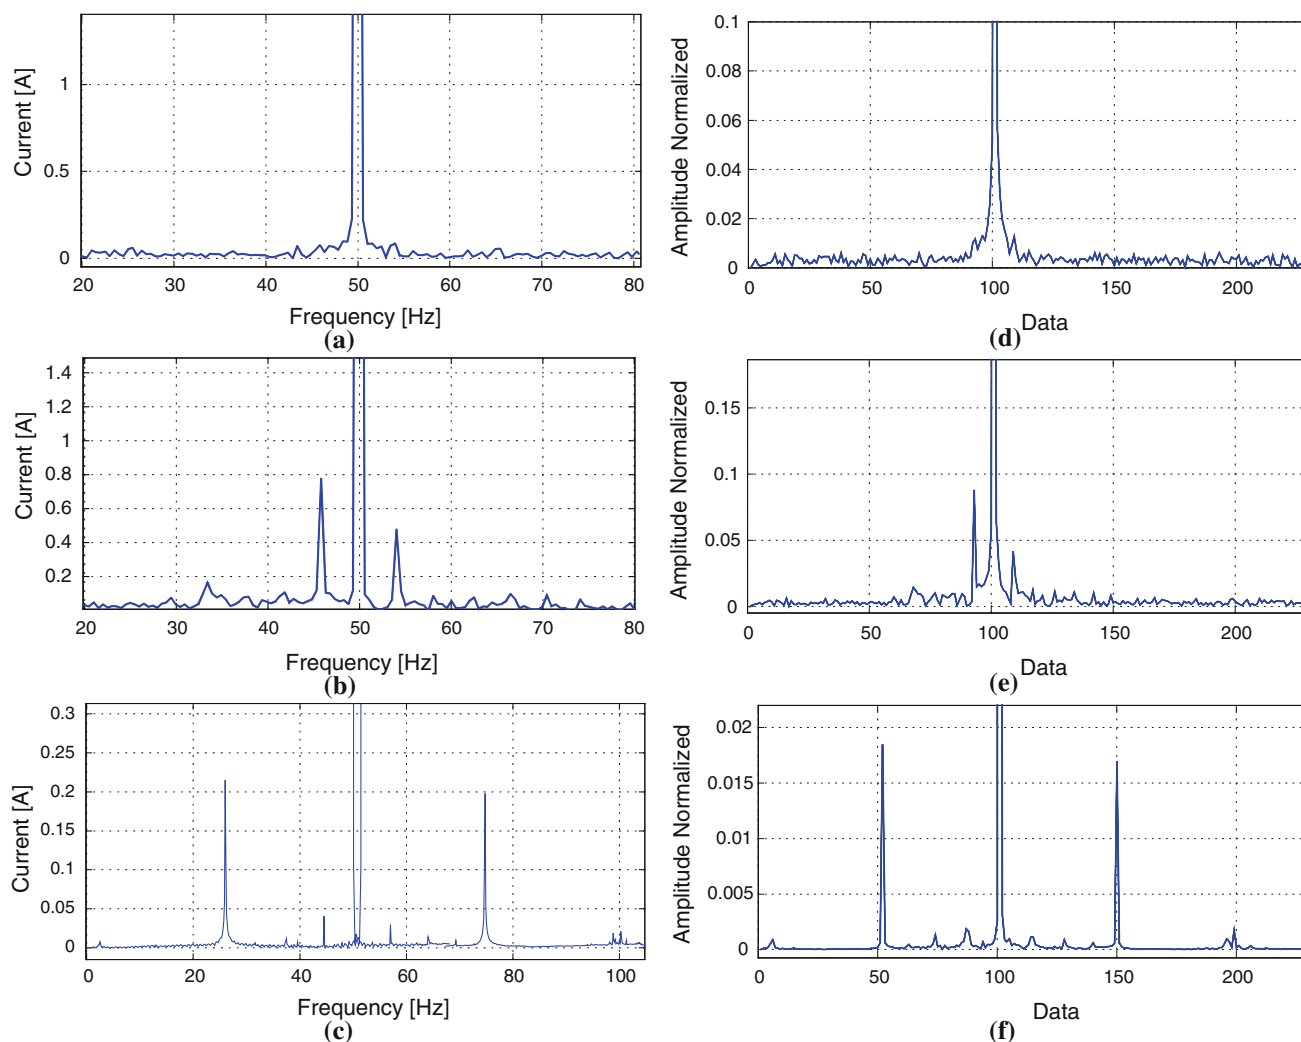 1
0.5
0
20 30 40 50 60 70 80
Current [A]
Frequency [Hz]
(a)
0.1
0.08
0.06
0.04
0.02
0
0 50 100 150 200
Amplitude Normalized
Data
(d)
1.4
1.2
1
0.8
0.6
0.4
0.2
20 30 40 50 60 70 80
Current [A]
Frequency [Hz]
(b)
0.15
0.1
0.05
0
0 50 100 150 200
Amplitude Normalized
Data
(e)
0.3
0.25
0.2
0.15
0.1
0.05
0
0 20 40 60 80 100
Current [A]
Frequency [Hz]
(c)
0.02
0.015
0.01
0.005
0
0 50 100 150 200
Amplitude Normalized
Data
(f)